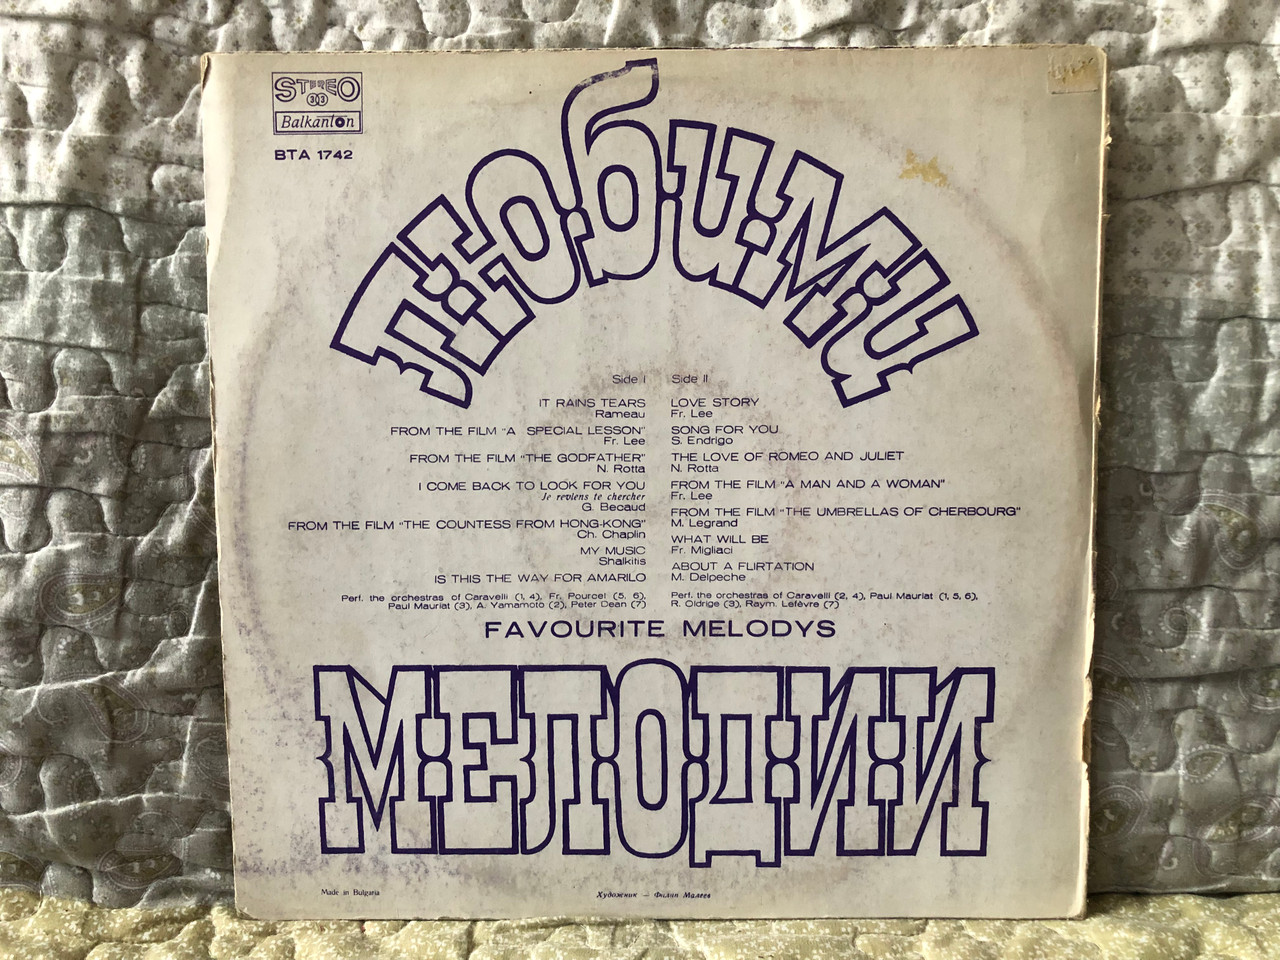 STEREO
33
Balkanton
BTA 1742
Любими
Side I
IT RAINS TEARS
Rameau
FROM THE FILM "A SPECIAL LESSON"
Fr. Lee
FROM THE FILM "THE GODFATHER"
N. Rotta
I COME BACK TO LOOK FOR YOU
Je reviens te chercher
G. Becaud
FROM THE FILM "THE COUNTESS FROM HONG-KONG"
Ch. Chaplin
MY MUSIC
Shalkitis
IS THIS THE WAY FOR AMARILO
Perf. the orchestras of Caravelli (1, 4), Fr. Pourcel (5, 6),
Paul Mauriat (3), A. Yamamoto (2), Peter Dean (7)
Side II
LOVE STORY
Fr. Lee
SONG FOR YOU
S. Endrigo
THE LOVE OF ROMEO AND JULIET
N. Rotta
FROM THE FILM "A MAN AND A WOMAN"
Fr. Lee
FROM THE FILM "THE UMBRELLAS OF CHERBOURG"
M. Legrand
WHAT WILL BE
Fr. Migliaci
ABOUT A FLIRTATION
M. Delpeche
Perf. the orchestras of Caravelli (2, 4), Paul Mauriat (1, 5, 6),
R. Oldrige (3), Raym. Lefèvre (7)
FAVOURITE MELODYS
МЕЛОДИИ
Made in Bulgaria
Художник — Филип Малеев